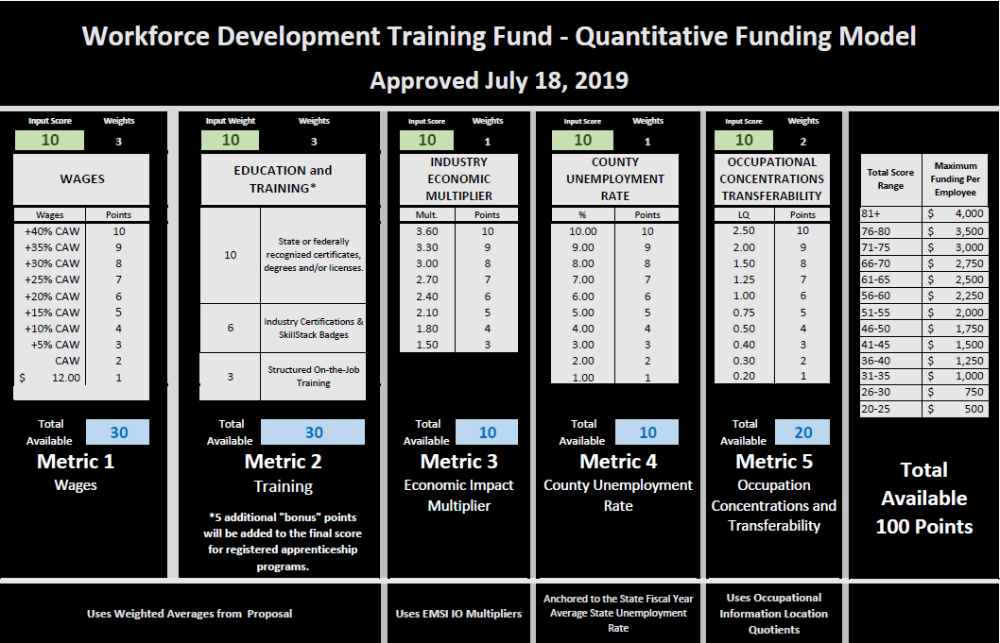 Workforce Development Training Fund - Quantitative Funding Model
Approved July 18, 2019
Input Score Weights
10 3
WAGES
Wages Points
+40% CAW 10
+35% CAW 9
+30% CAW 8
+25% CAW 7
+20% CAW 6
+15% CAW 5
+10% CAW 4
+5% CAW 3
CAW 2
$ 12.00 1
Total
Available
30
Metric 1
Wages
Input Weight Weights
10 3
EDUCATION and
TRAINING*
10
State or federally
recognized certificates,
degrees and/or licenses.
6
Industry Certifications &
SkillStack Badges
3
Structured On-the-Job
Training
Total
Available
30
Metric 2
Training
*5 additional "bonus" points
will be added to the final score
for registered apprenticeship
programs.
Uses Weighted Averages from Proposal
Input Score Weights
10 1
INDUSTRY
ECONOMIC
MULTIPLIER
Mult. Points
3.60 10
3.30 9
3.00 8
2.70 7
2.40 6
2.10 5
1.80 4
1.50 3
Total
Available
10
Metric 3
Economic Impact
Multiplier
Uses EMSI IO Multipliers
Input Score Weights
10 1
COUNTY
UNEMPLOYMENT
RATE
% Points
10.00 10
9.00 9
8.00 8
7.00 7
6.00 6
5.00 5
4.00 4
3.00 3
2.00 2
1.00 1
Total
Available
10
Metric 4
County Unemployment
Rate
Anchored to the State Fiscal Year
Average State Unemployment
Rate
Input Score Weights
10 2
OCCUPATIONAL
CONCENTRATIONS
TRANSFERABILITY
LQ Points
2.50 10
2.00 9
1.50 8
1.25 7
1.00 6
0.75 5
0.50 4
0.40 3
0.30 2
0.20 1
Total
Available
20
Metric 5
Occupation
Concentrations and
Transferability
Uses Occupational
Information Location
Quotients
Total Score
Range
Maximum
Funding Per
Employee
81+ $ 4,000
76-80 $ 3,500
71-75 $ 3,000
66-70 $ 2,750
61-65 $ 2,500
56-60 $ 2,250
51-55 $ 2,000
46-50 $ 1,750
41-45 $ 1,500
36-40 $ 1,250
31-35 $ 1,000
26-30 $ 750
20-25 $ 500
Total
Available
100 Points